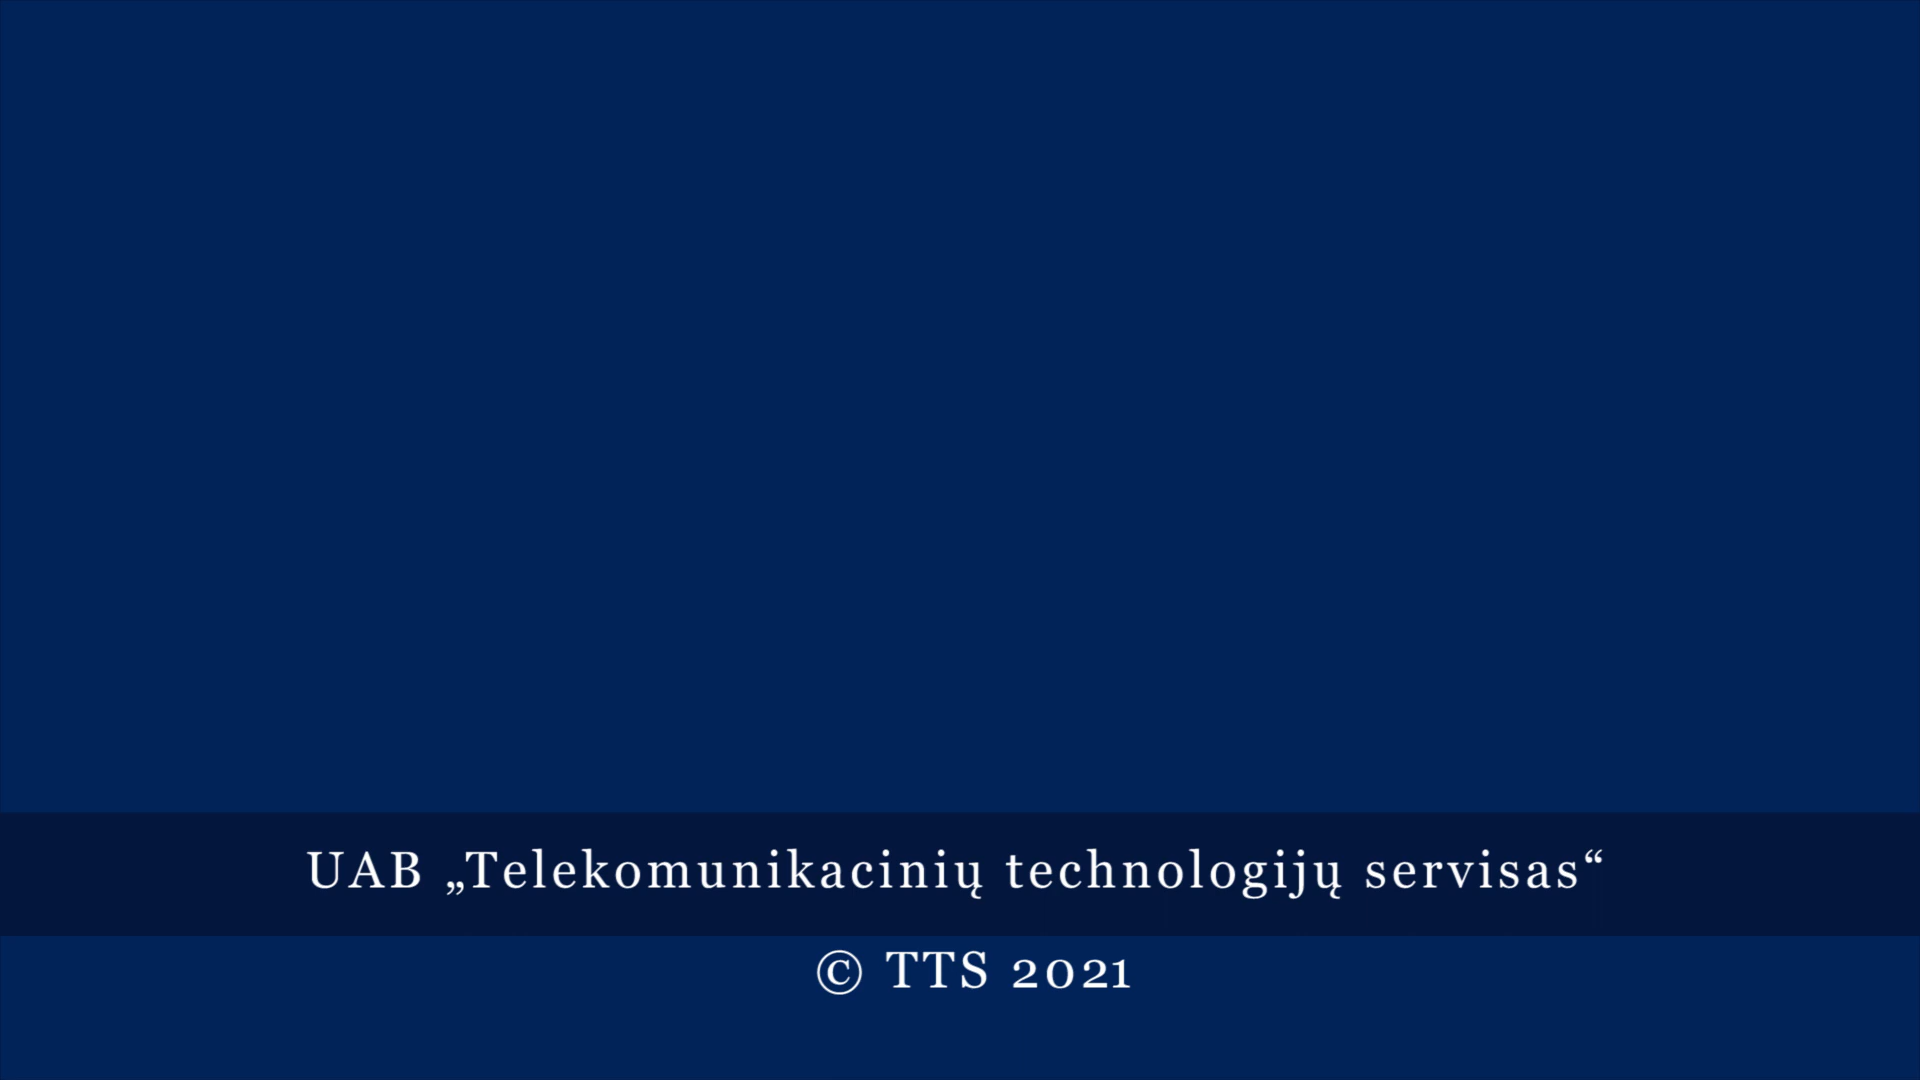 UAB „Telekomunikacinių technologijų servisas“
© TTS 2021